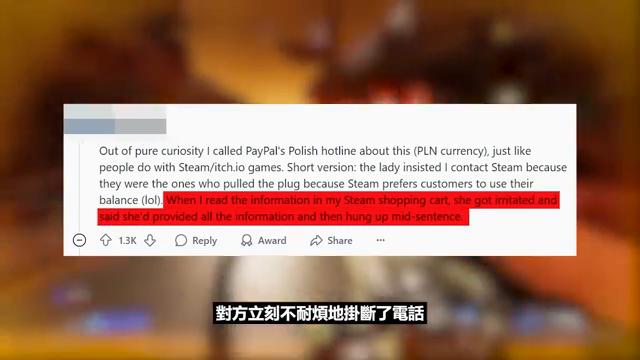 Out of pure curiosity I called PayPal's Polish hotline about this (PLN currency), just like
people do with Steam/itch.io games. Short version: the lady insisted I contact Steam because
they were the ones who pulled the plug because Steam prefers customers to use their
balance (lol). When I read the information in my Steam shopping cart, she got irritated and
said she'd provided all the information and then hung up mid-sentence.
1.3K Reply Award Share
對方立刻不耐煩地掛斷了電話